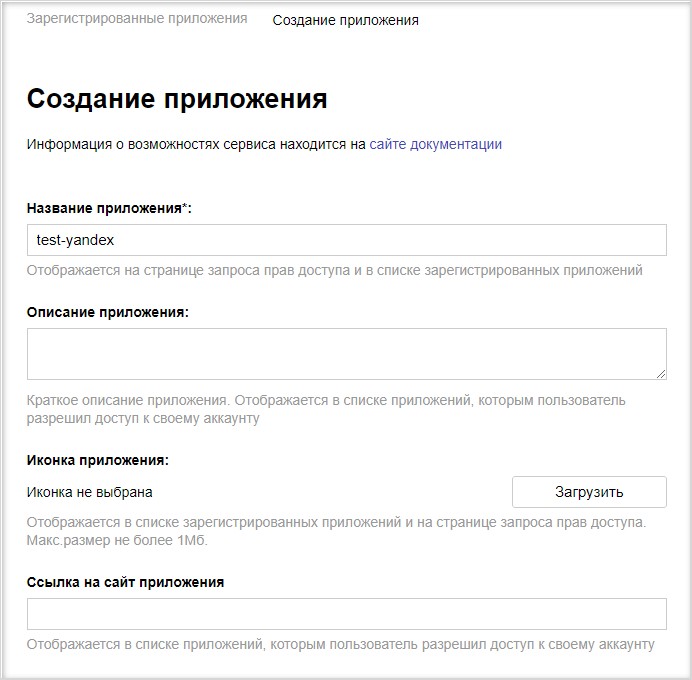 Зарегистрированные приложения Создание приложения
Создание приложения
Информация о возможностях сервиса находится на сайте документации
Название приложения*:
test-yandex
Отображается на странице запроса прав доступа и в списке зарегистрированных приложений
Описание приложения:
Краткое описание приложения. Отображается в списке приложений, которым пользователь
разрешил доступ к своему аккаунту
Иконка приложения:
Иконка не выбрана Загрузить
Отображается в списке зарегистрированных приложений и на странице запроса прав доступа.
Макс.размер не более 1Мб.
Ссылка на сайт приложения
Отображается в списке приложений, которым пользователь разрешил доступ к своему аккаунту